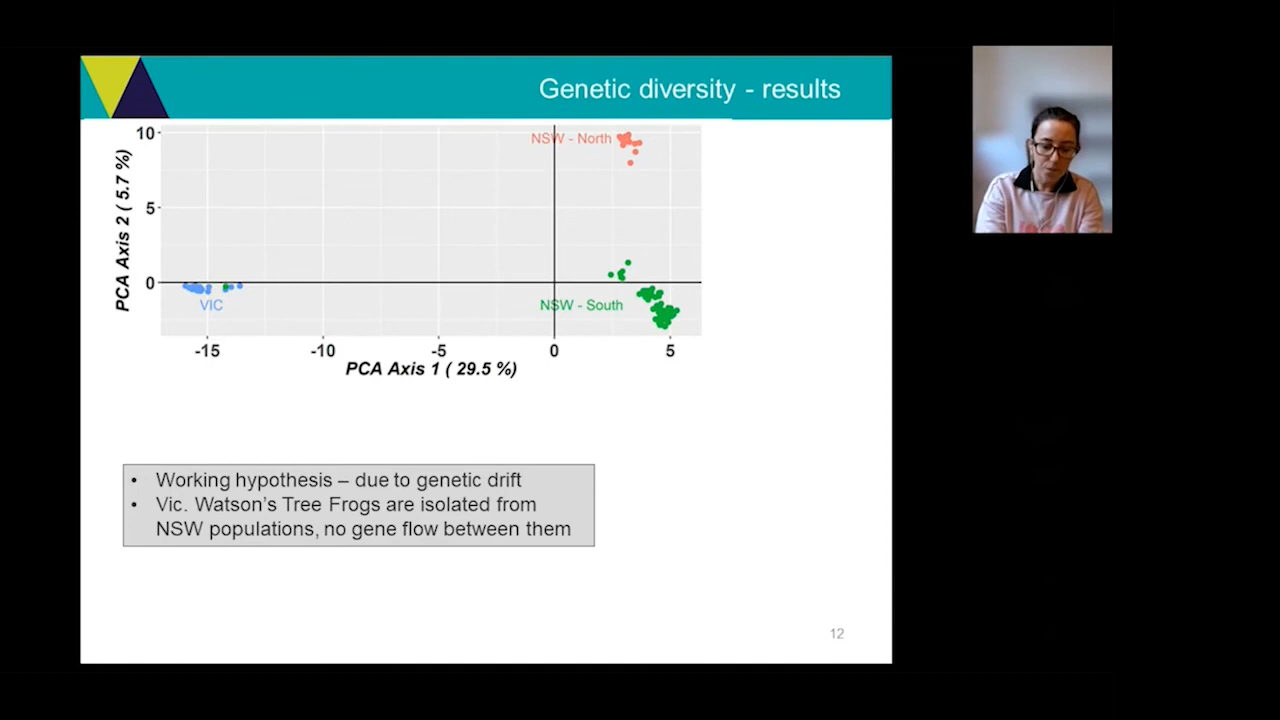 Genetic diversity - results
10
5
0
PCA Axis 2 ( 5.7 %)
NSW - North
VIC
NSW - South
-15 -10 -5 0 5
PCA Axis 1 ( 29.5 %)
• Working hypothesis – due to genetic drift
• Vic. Watson’s Tree Frogs are isolated from
NSW populations, no gene flow between them
12